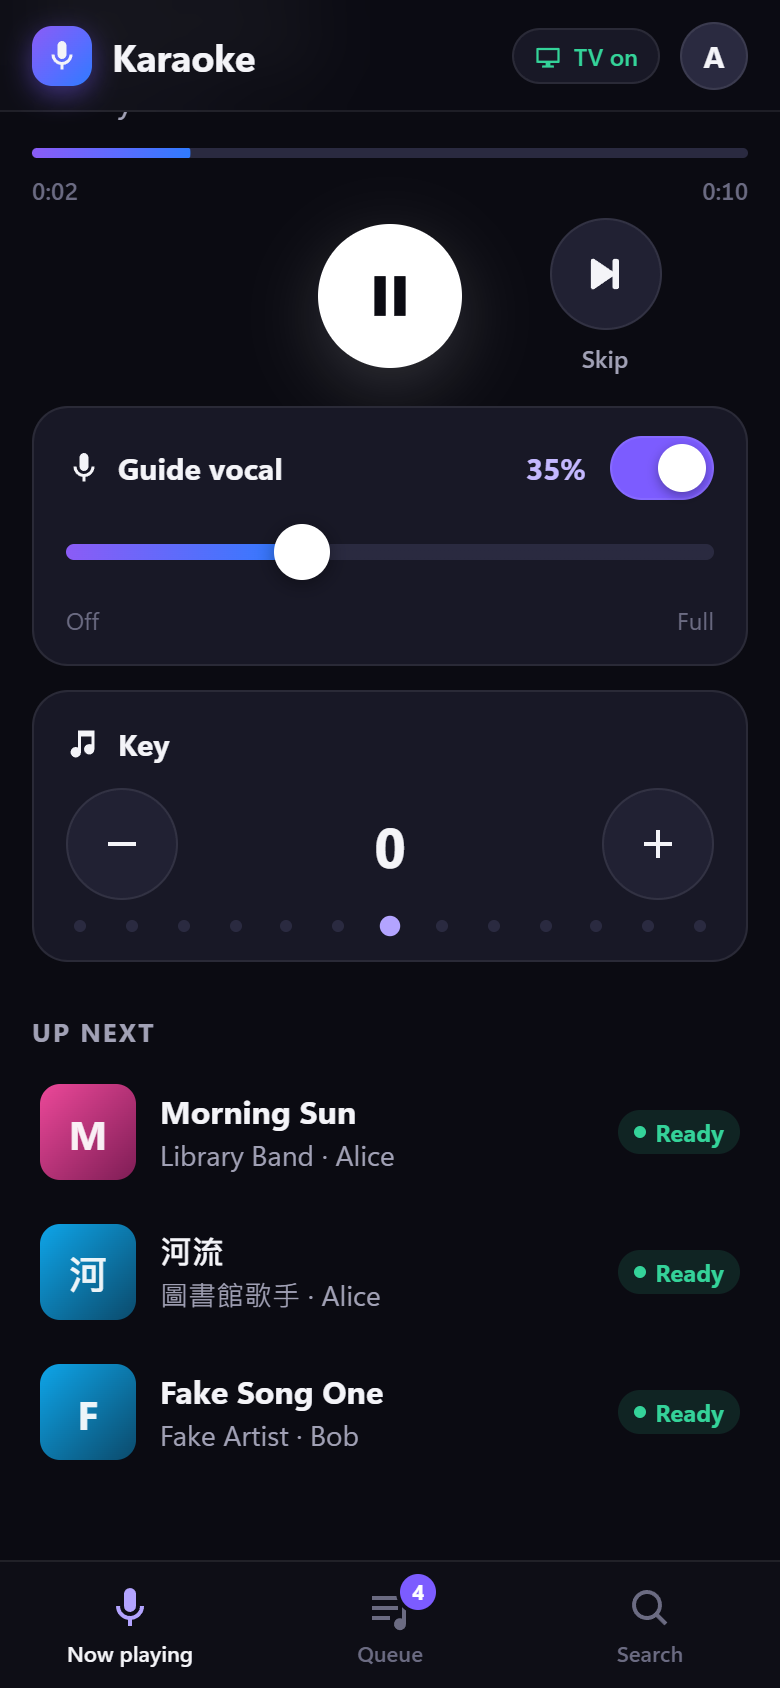 Karaoke
TV on
A
0:02
0:10
Skip
Guide vocal
35%
Off
Full
Key
0
UP NEXT
M
Morning Sun
Library Band · Alice
Ready
河
河流
圖書館歌手 · Alice
Ready
F
Fake Song One
Fake Artist · Bob
Ready
4
Now playing
Queue
Search